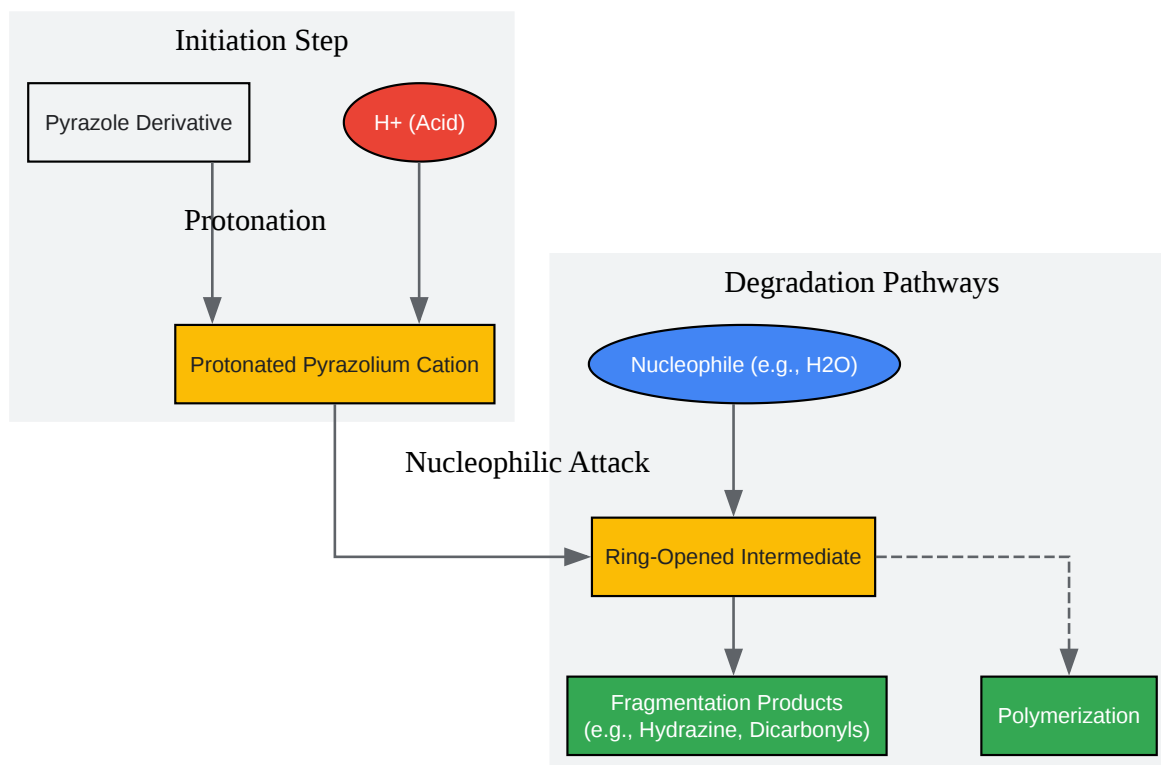 Initiation Step
Pyrazole Derivative
H+ (Acid)
Protonation
Protonated Pyrazolium Cation
Degradation Pathways
Nucleophile (e.g., H2O)
Nucleophilic Attack
Ring-Opened Intermediate
Fragmentation Products
(e.g., Hydrazine, Dicarbonyls)
Polymerization